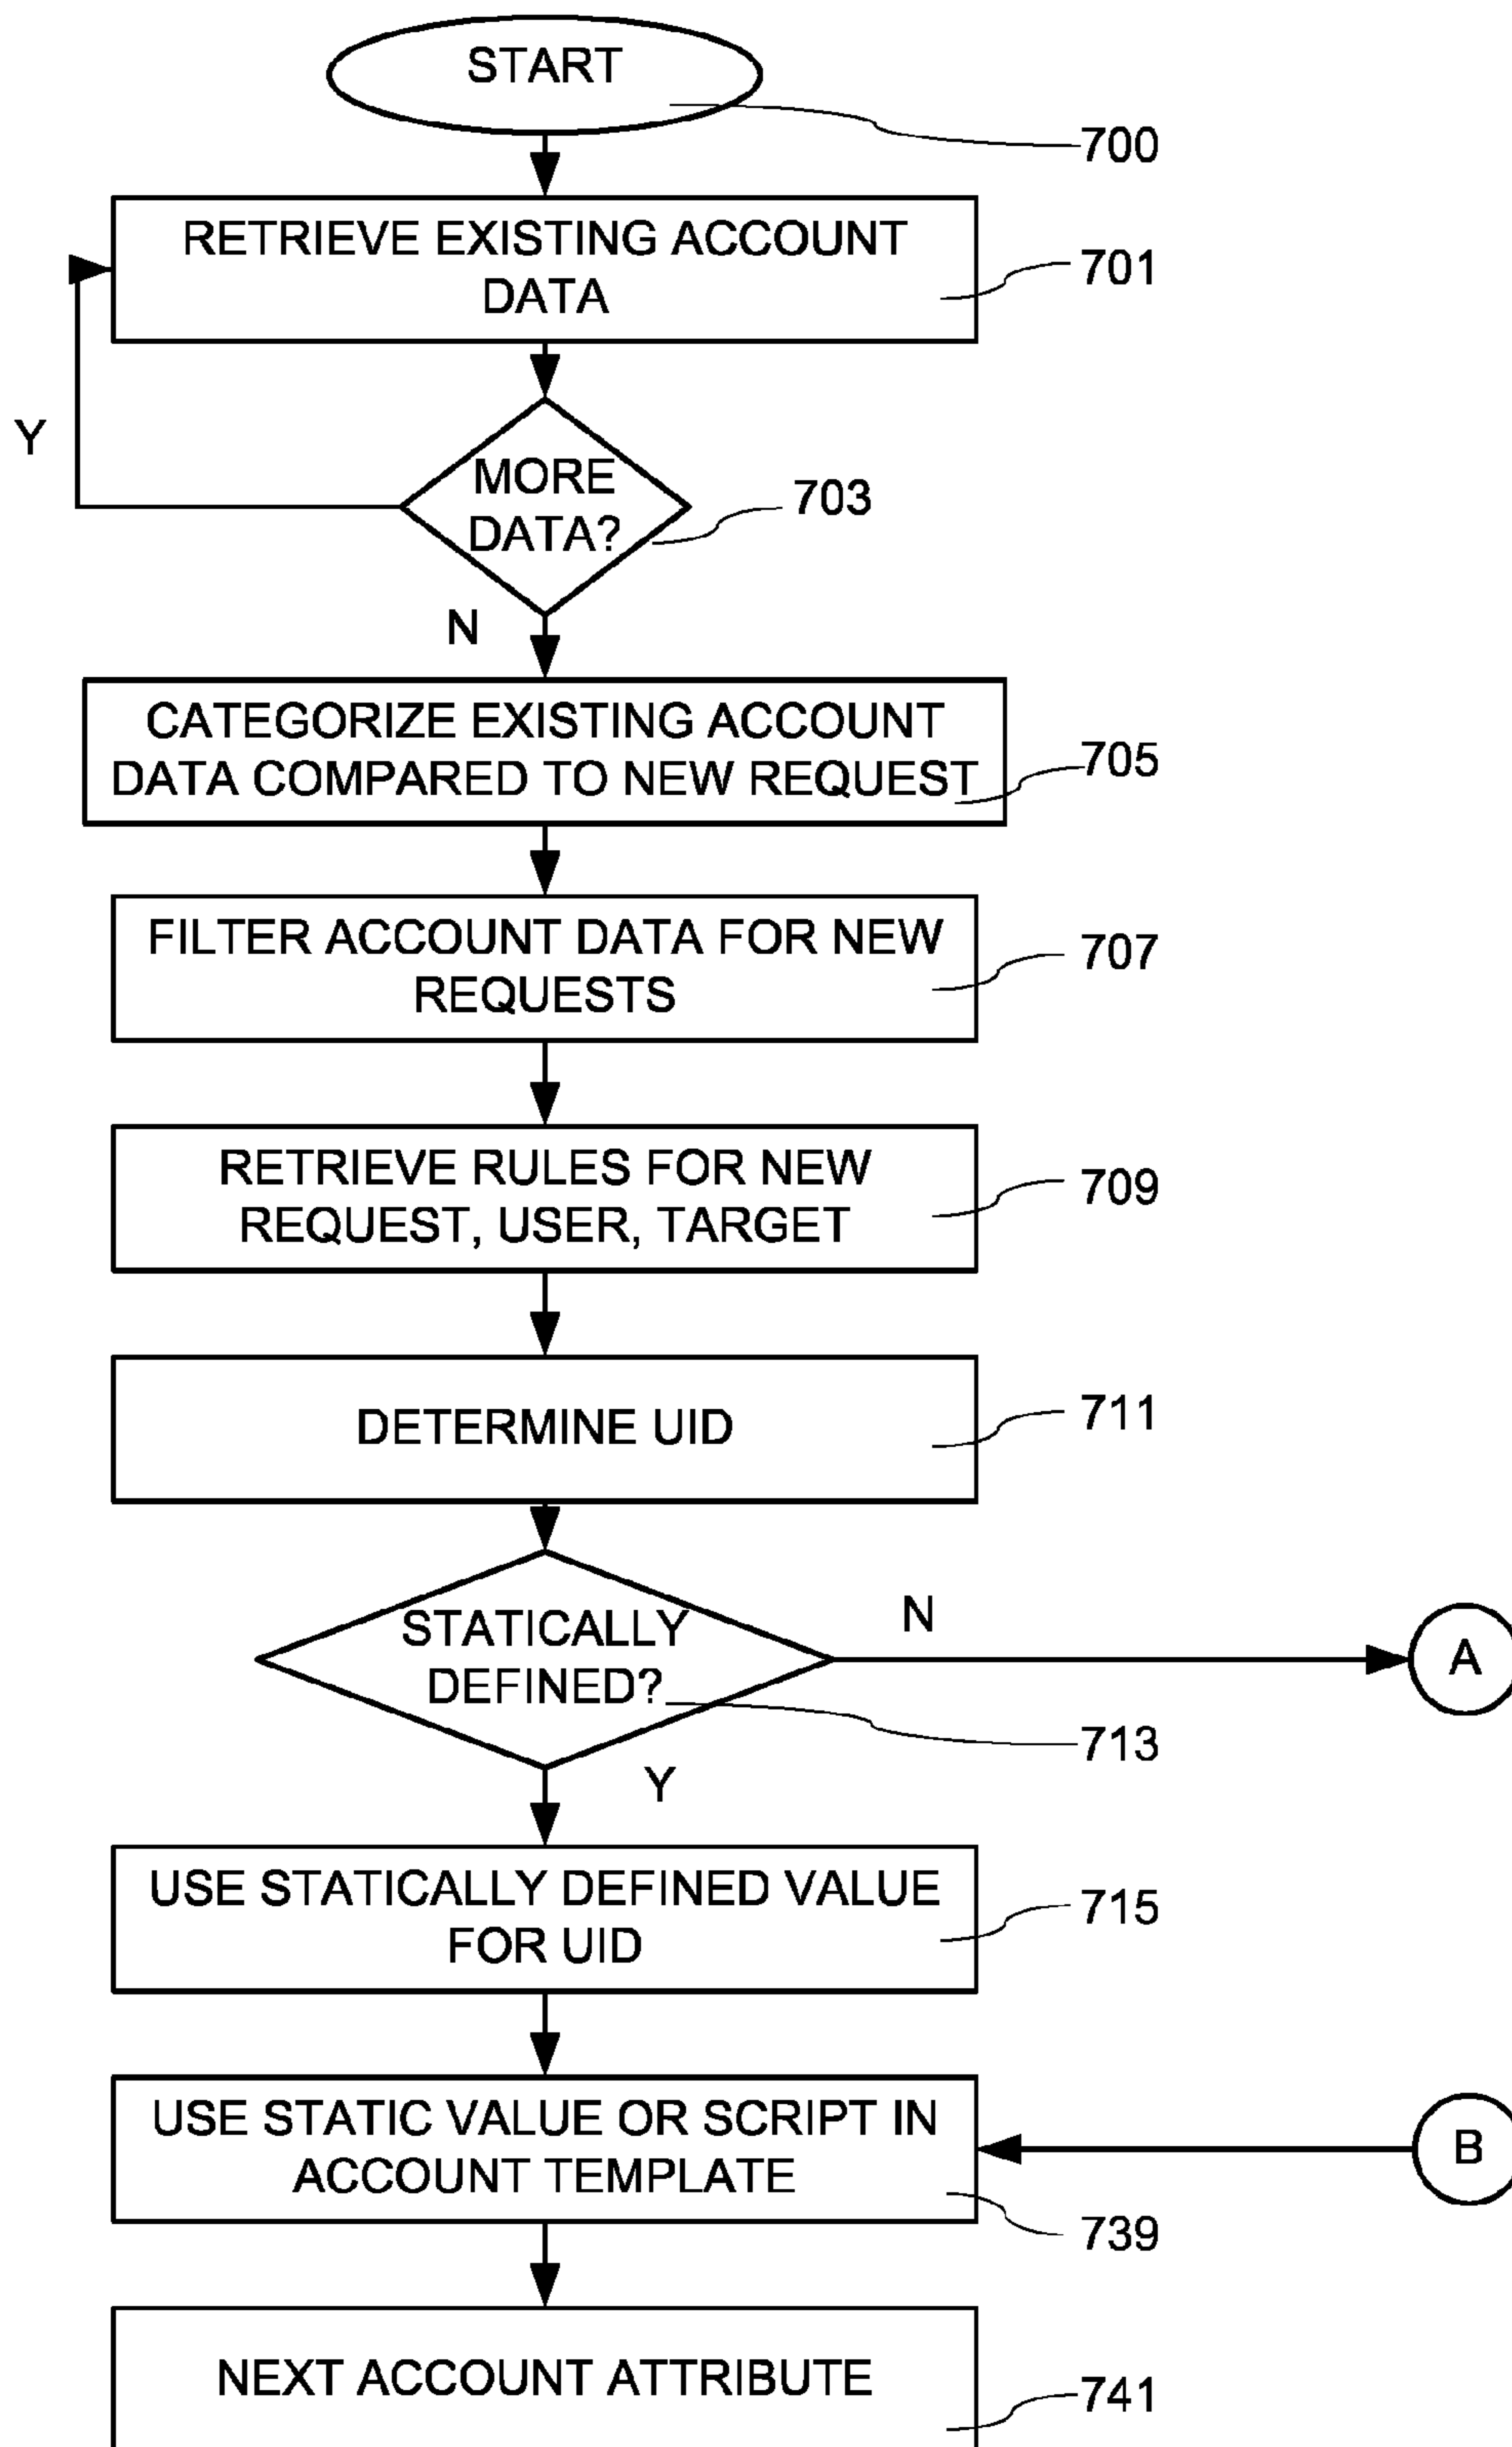 START
700
RETRIEVE EXISTING ACCOUNT
DATA
701
Y
MORE
DATA?
703
N
CATEGORIZE EXISTING ACCOUNT
DATA COMPARED TO NEW REQUEST
705
FILTER ACCOUNT DATA FOR NEW
REQUESTS
707
RETRIEVE RULES FOR NEW
REQUEST, USER, TARGET
709
DETERMINE UID
711
STATICALLY
DEFINED?
N
A
713
Y
USE STATICALLY DEFINED VALUE
FOR UID
715
USE STATIC VALUE OR SCRIPT IN
ACCOUNT TEMPLATE
B
739
NEXT ACCOUNT ATTRIBUTE
741